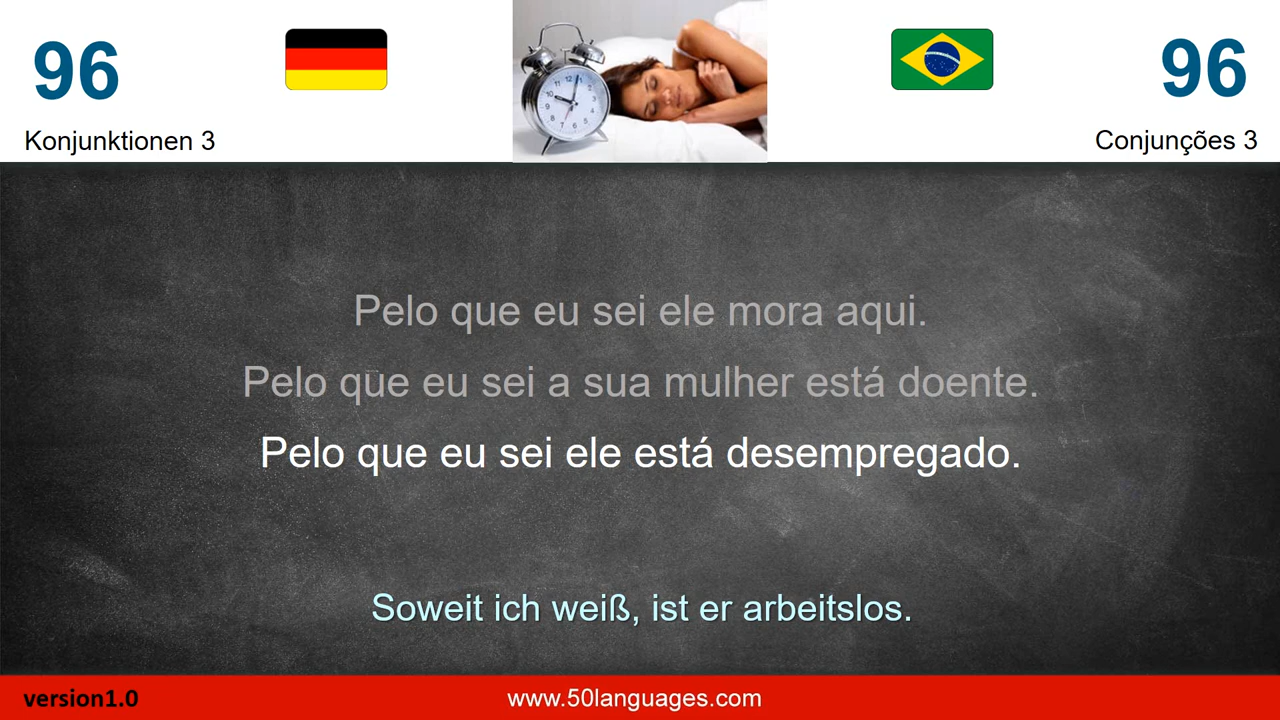 96
96
Konjunktionen 3
Conjunções 3
Pelo que eu sei ele mora aqui.
Pelo que eu sei a sua mulher está doente.
Pelo que eu sei ele está desempregado.
Soweit ich weiß, ist er arbeitslos.
version1.0
www.50languages.com